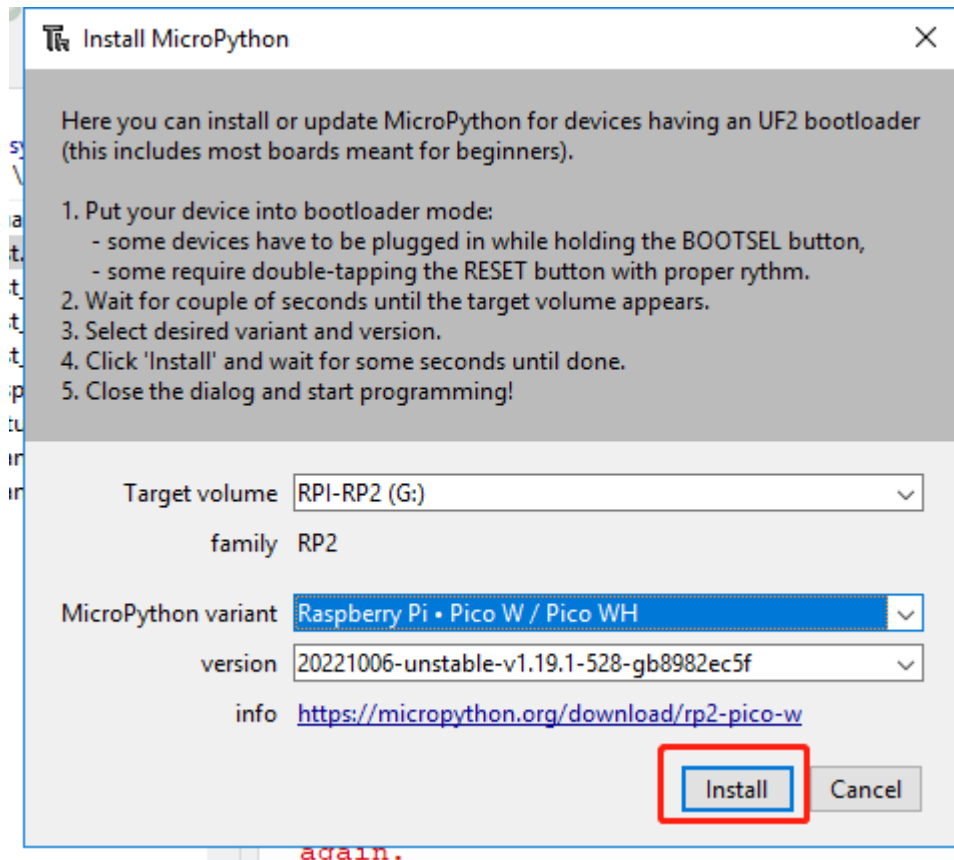 Install MicroPython
Here you can install or update MicroPython for devices having an UF2 bootloader
(this includes most boards meant for beginners).
1. Put your device into bootloader mode:
- some devices have to be plugged in while holding the BOOTSEL button,
- some require double-tapping the RESET button with proper rythm.
2. Wait for couple of seconds until the target volume appears.
3. Select desired variant and version.
4. Click 'Install' and wait for some seconds until done.
5. Close the dialog and start programming!
Target volume RPI-RP2 (G:)
family RP2
MicroPython variant Raspberry Pi • Pico W / Pico WH
version 20221006-unstable-v1.19.1-528-gb8982ec5f
info https://micropython.org/download/rp2-pico-w
Install Cancel
again.